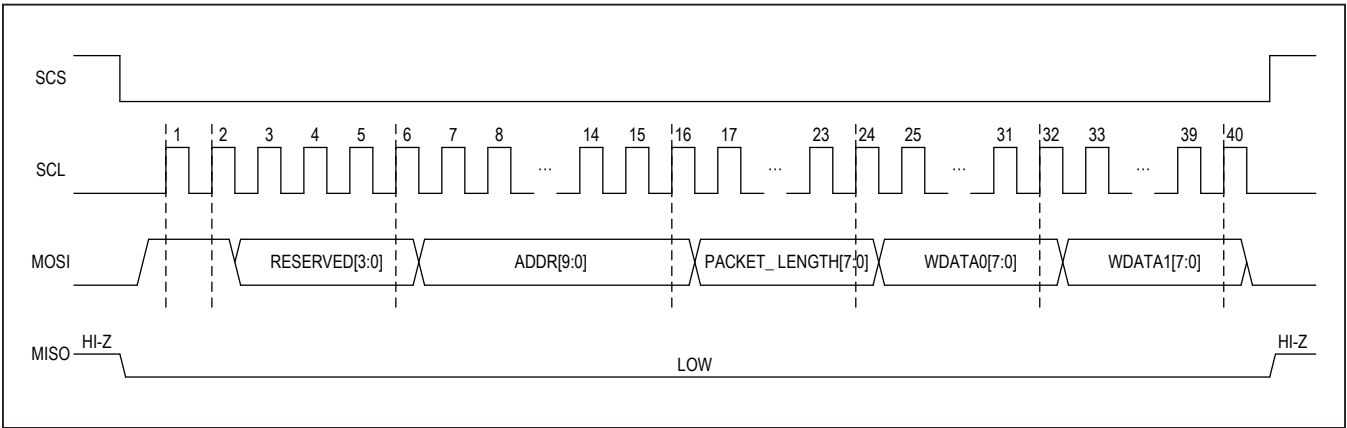 SCS
1 2 3 4 5 6 7 8 14 15 16 17 23 24 25 31 32 33 39 40
SCL ... ... ... ...
MOSI RESERVED[3:0] ADDR[9:0] PACKET_ LENGTH[7:0] WDATA0[7:0] WDATA1[7:0]
HI-Z HI-Z
MISO LOW